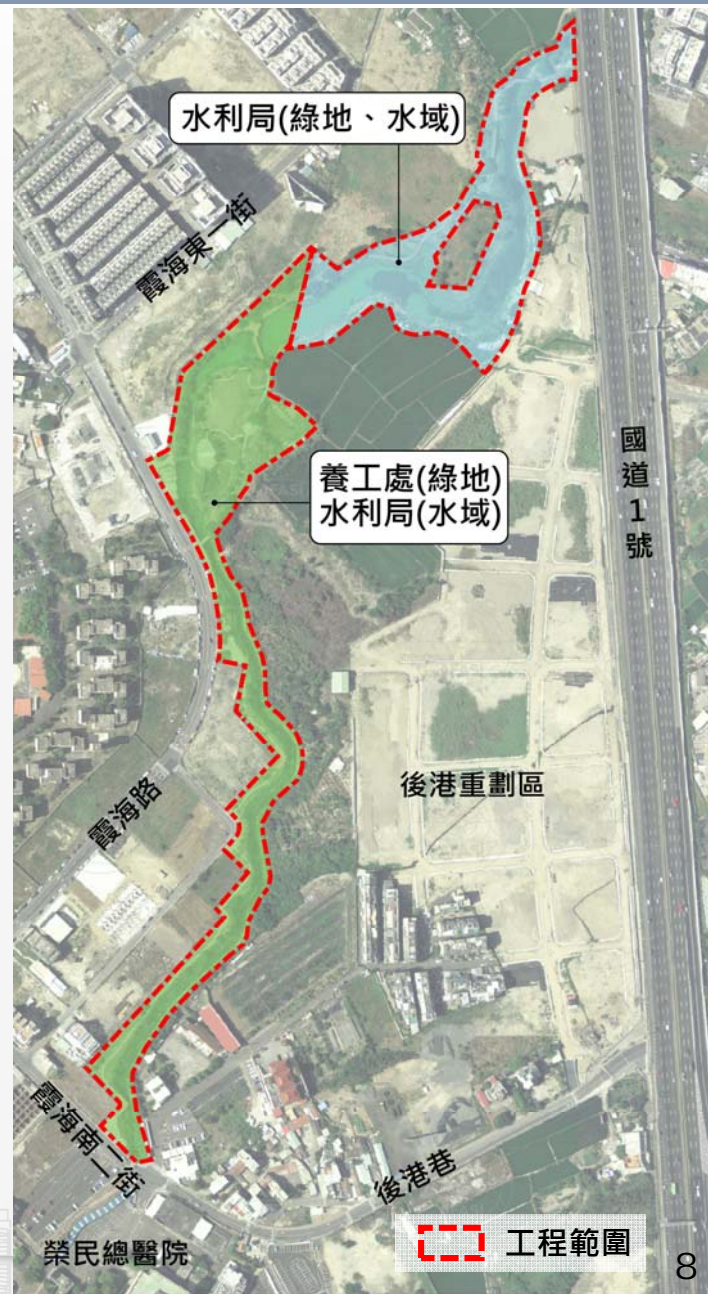 水利局(綠地、水域)
霞海東一街
國道1號
養工處(綠地)
水利局(水域)
後港重劃區
霞海路
霞海南二街
後港巷
榮民總醫院
工程範圍
8